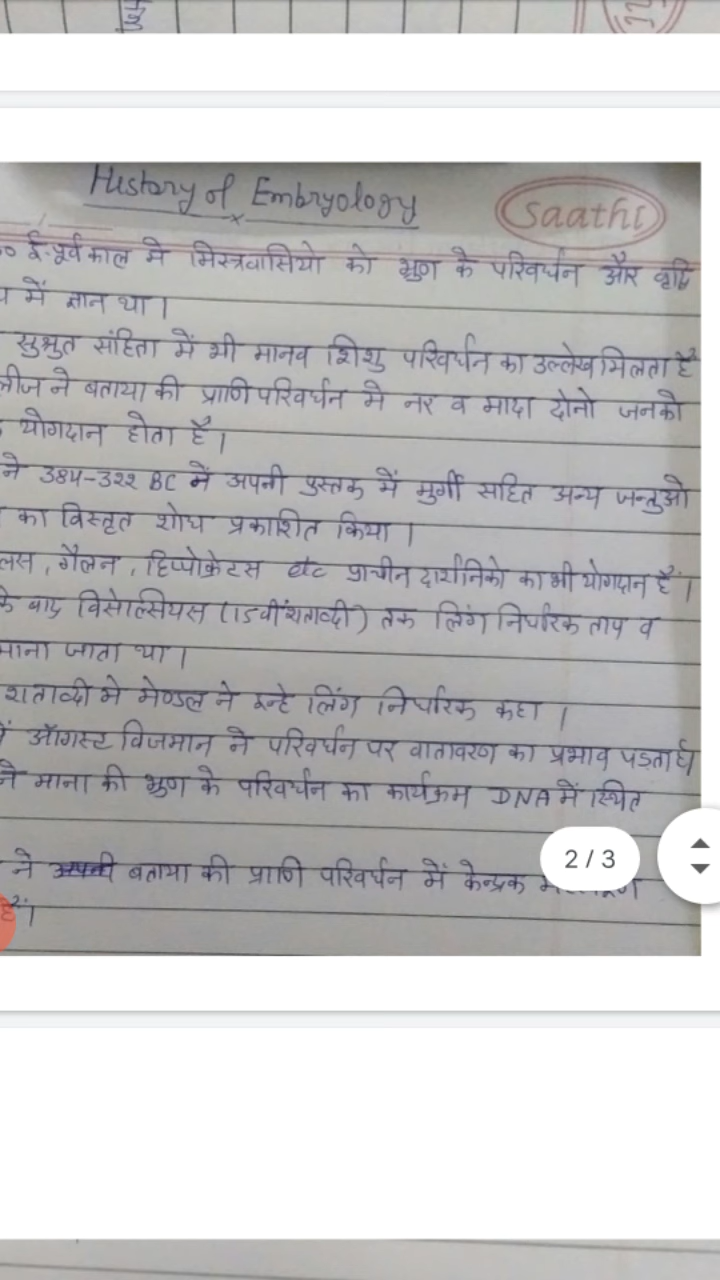 History of Embryology
Saathi
ई.पूर्व काल मे मिस्त्रवासियो को भ्रुण के परिवर्धन और वृद्धि
में ज्ञान था।
सुश्रुत संहिता में भी मानव शिशु परिवर्धन का उल्लेख मिलता है
ने बताया की प्राणि परिवर्धन मे नर व मादा दोनो जनको
योगदान होता है।
ने 384-322 BC में अपनी पुस्तक में मुर्गी सहित अन्य जन्तुओ
का विस्तृत शोध प्रकाशित किया।
गैलन, हिप्पोक्रेटस etc प्राचीन दार्शनिको का भी योगदान हैं।
के बाद विसेल्सियस (15वीं शताब्दी) तक लिंग निर्धारक ताप व
माना जाता था।
शताब्दी मे मेण्डल ने इन्हे लिंग निर्धारक कहा।
ऑगस्ट विजमान ने परिवर्धन पर वातावरण का प्रभाव
ने माना की भ्रुण के परिवर्धन का कार्यक्रम DNA में स्थित
ने बताया की प्राणि परिवर्धन में केन्द्रक
हैं।
2 / 3